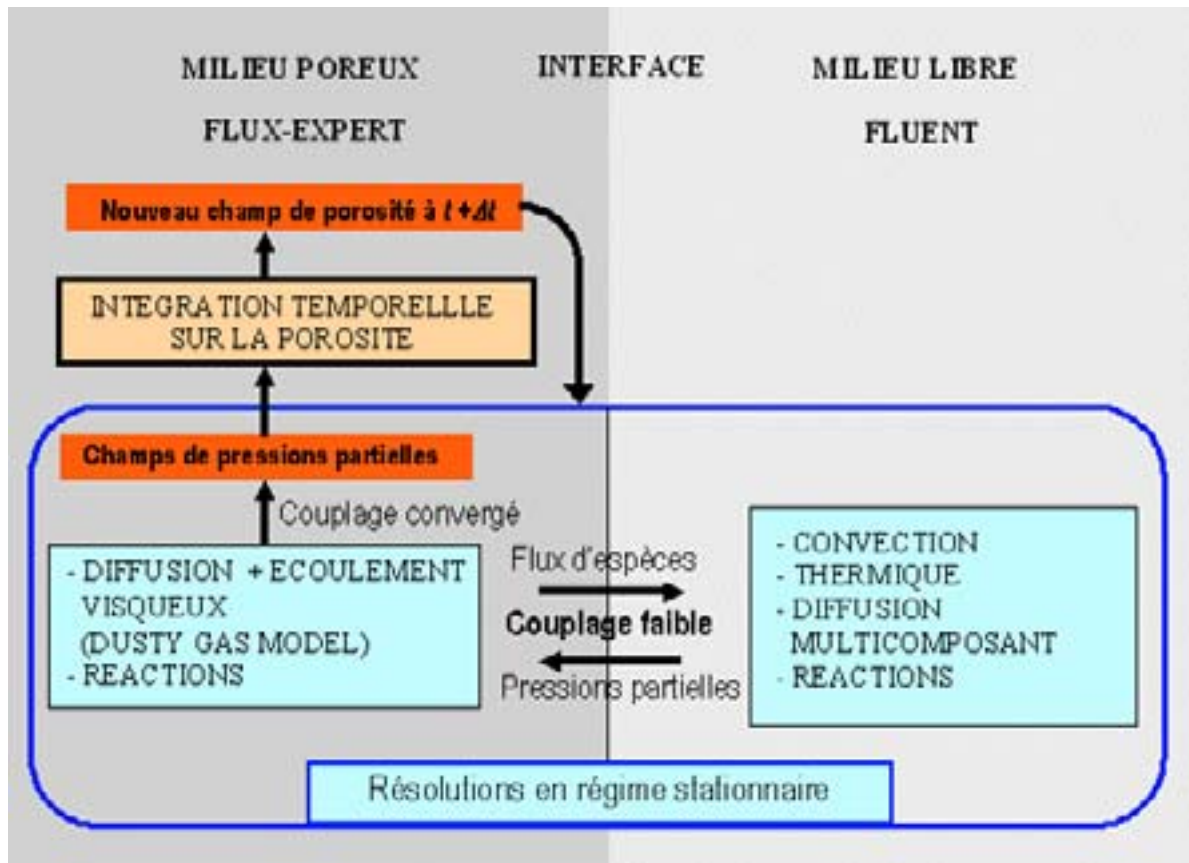 MILIEU POREUX
INTERFACE
MILIEU LIBRE
FLUX-EXPERT
FLUENT
Nouveau champ de porosité à t +Δt
INTEGRATION TEMPORELLLE
SUR LA POROSITE
Champs de pressions partielles
Couplage convergé
- DIFFUSION + ECOULEMENT
VISQUEUX
(DUSTY GAS MODEL)
- REACTIONS
Flux d'espèces
Couplage faible
Pressions partielles
- CONVECTION
- THERMIQUE
- DIFFUSION
MULTICOMPOSANT
- REACTIONS
Résolutions en régime stationnaire